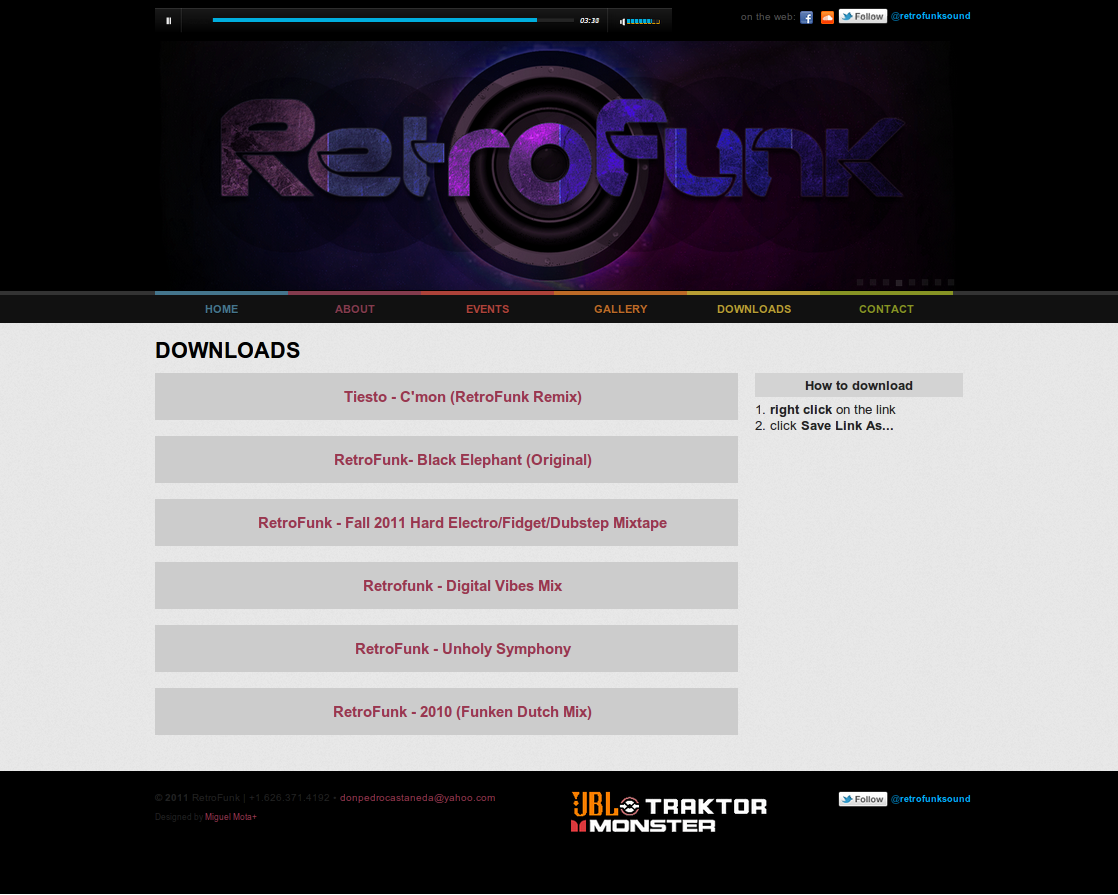 03:38
on the web: Follow @retrofunksound
RetroFunk
HOME ABOUT EVENTS GALLERY DOWNLOADS CONTACT
DOWNLOADS
Tiesto - C'mon (RetroFunk Remix)
RetroFunk- Black Elephant (Original)
RetroFunk - Fall 2011 Hard Electro/Fidget/Dubstep Mixtape
Retrofunk - Digital Vibes Mix
RetroFunk - Unholy Symphony
RetroFunk - 2010 (Funken Dutch Mix)
How to download
1. right click on the link
2. click Save Link As...
© 2011 RetroFunk | +1.626.371.4192 • donpedrocastaneda@yahoo.com
Designed by Miguel Mota+
JBL TRAKTOR
MONSTER
Follow @retrofunksound